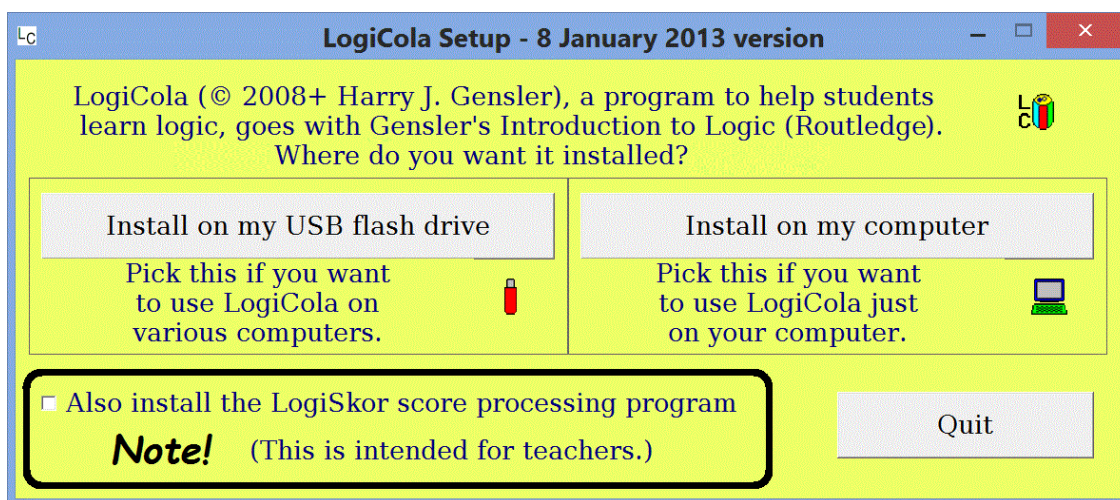 LC
LogiCola Setup - 8 January 2013 version
LogiCola (© 2008+ Harry J. Gensler), a program to help students
learn logic, goes with Gensler's Introduction to Logic (Routledge).
Where do you want it installed?
L
C
Install on my USB flash drive
Pick this if you want
to use LogiCola on
various computers.
Install on my computer
Pick this if you want
to use LogiCola just
on your computer.
Also install the LogiSkor score processing program
Note! (This is intended for teachers.)
Quit